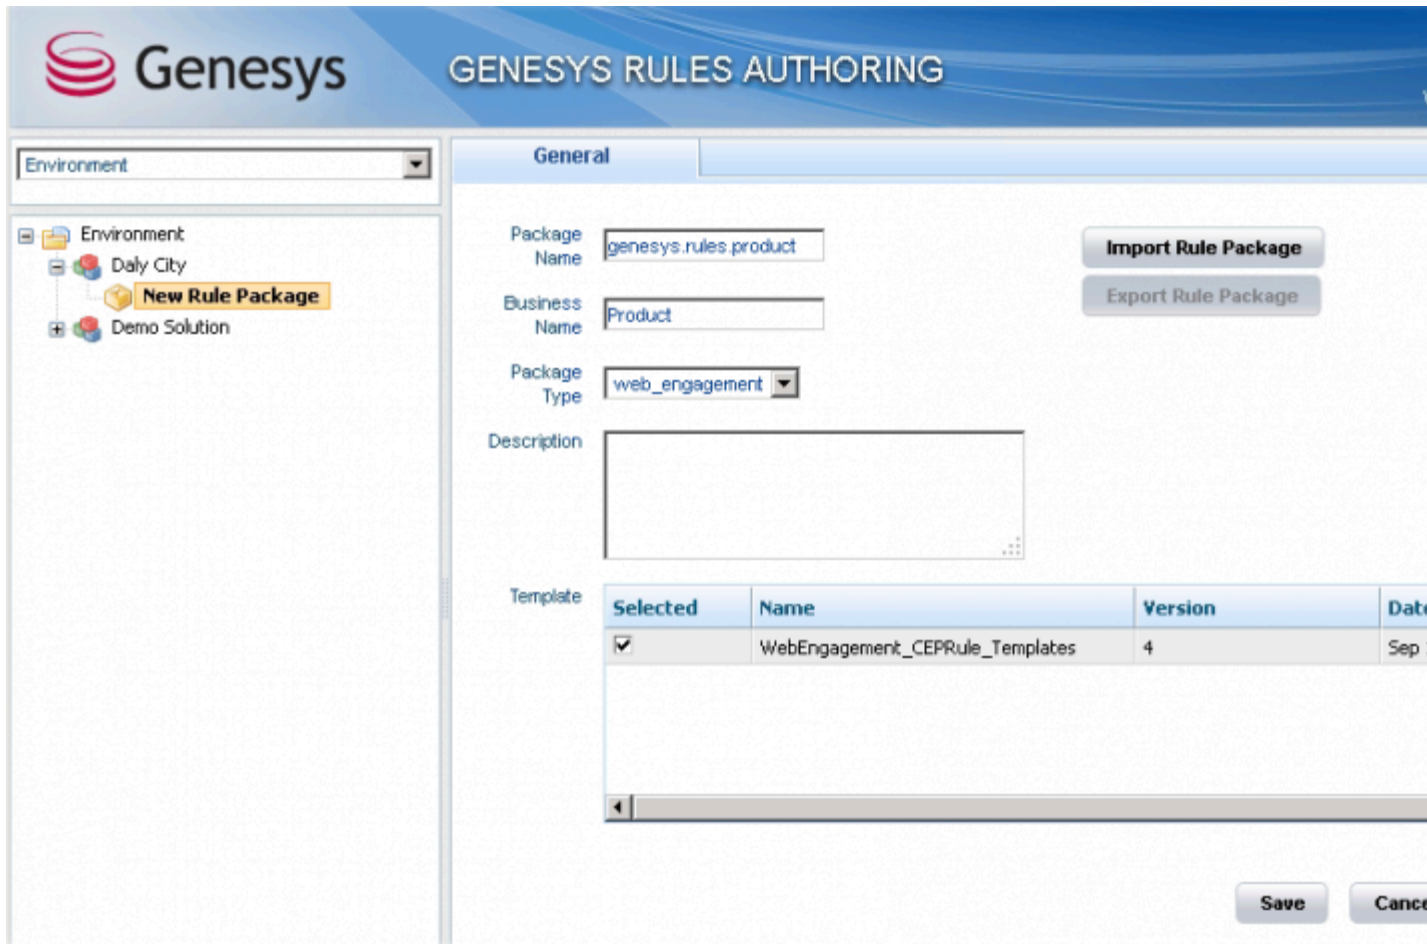 Genesys
GENESYS RULES AUTHORING
Environment
Environment
Daly City
New Rule Package
Demo Solution
General
Package
Name
genesys.rules.product
Import Rule Package
Export Rule Package
Business
Name
Product
Package
Type
web_engagement
Description
Template
Selected Name Version Date
WebEngagement_CEPRule_Templates 4 Sep
Save
Cance